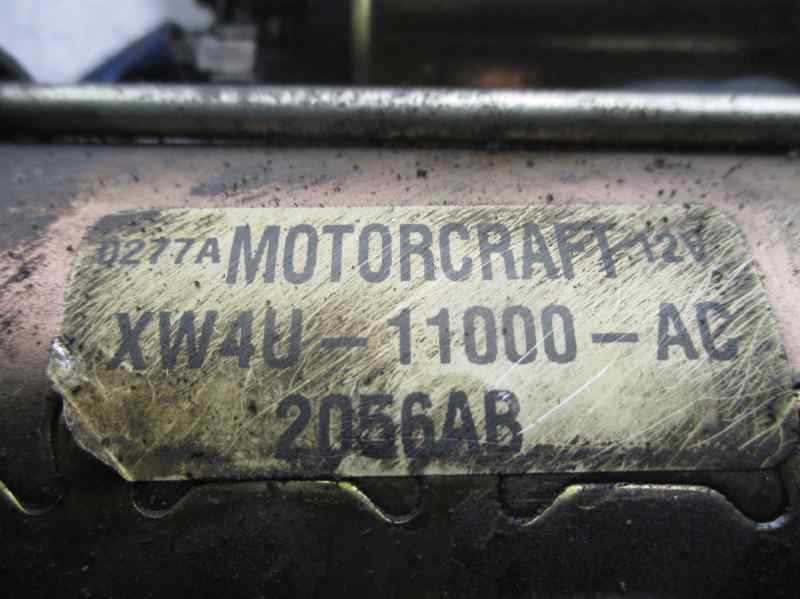 0277A MOTORCRAFT 12V
XW4U-11000-AC
2056AB